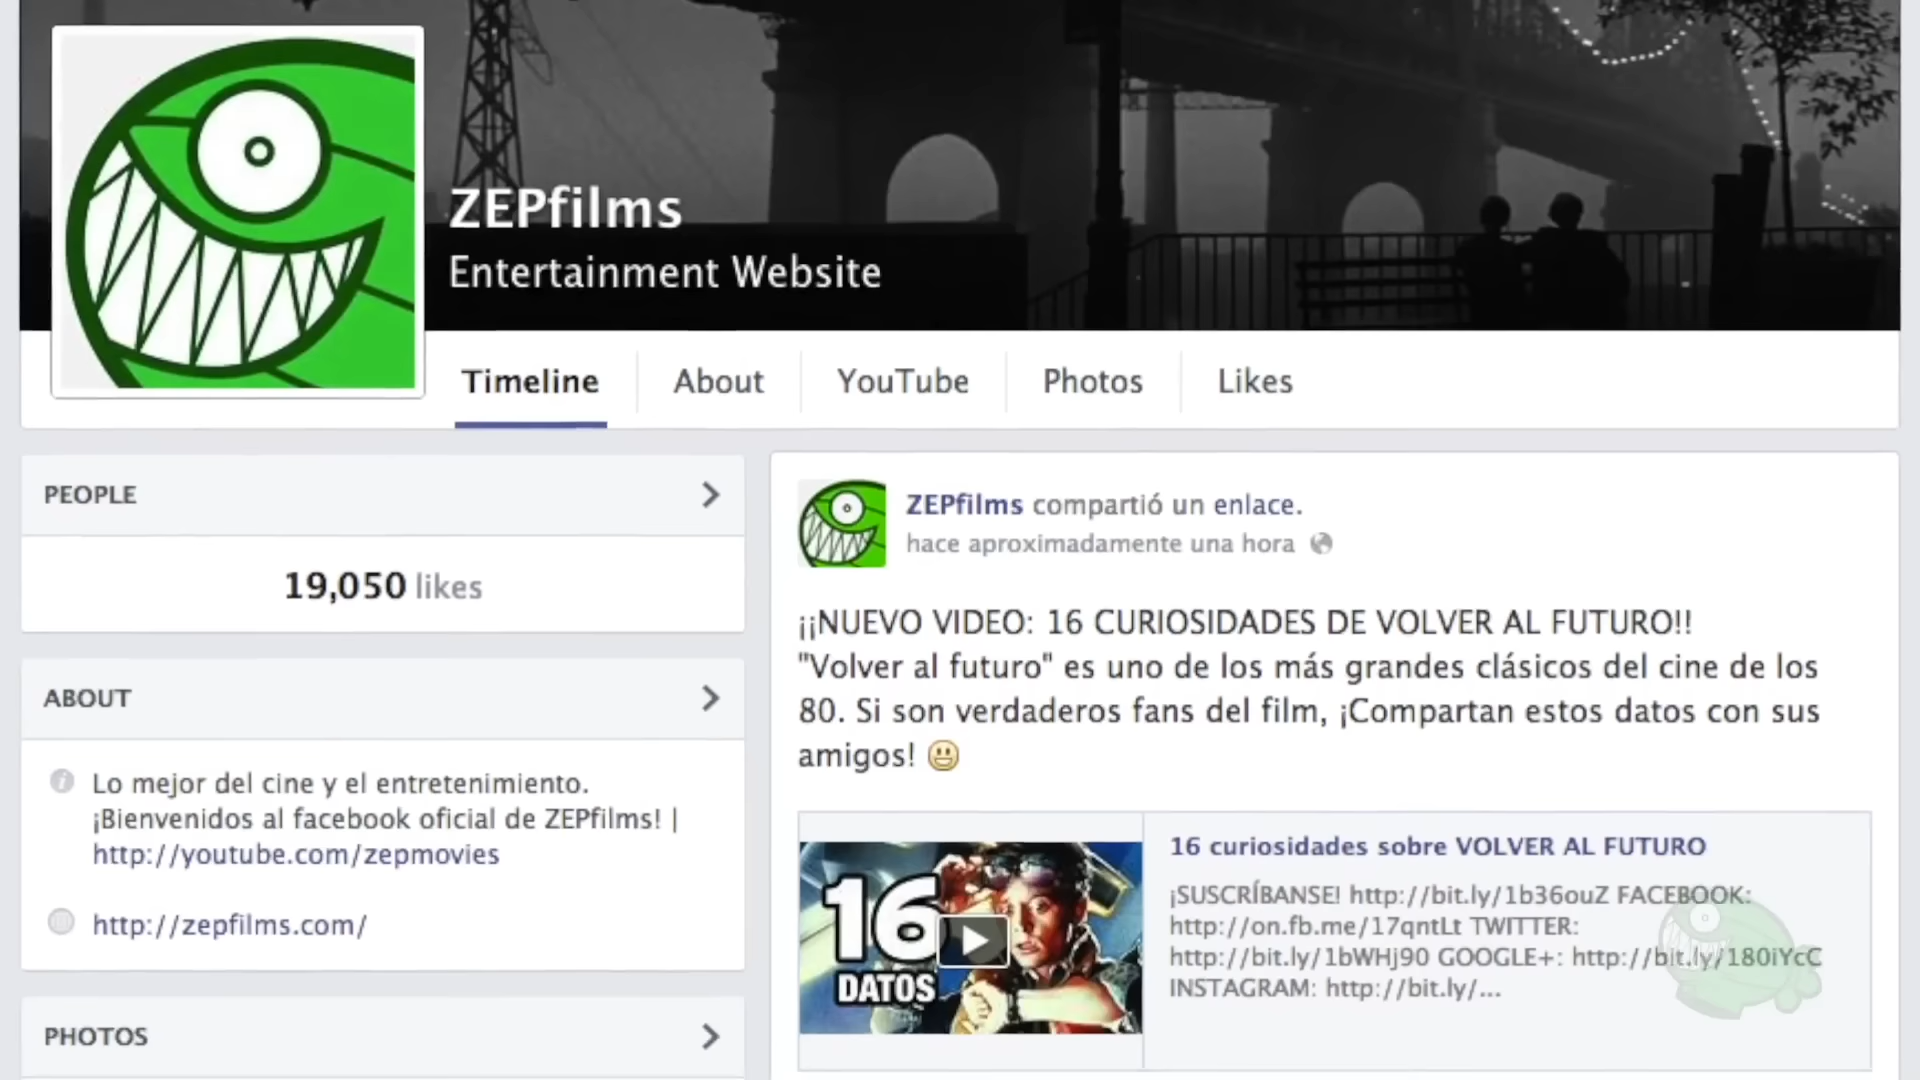 ZEPfilms
Entertainment Website
Timeline
About
YouTube
Photos
Likes
PEOPLE
19,050 likes
ABOUT
Lo mejor del cine y el entretenimiento.
¡Bienvenidos al facebook oficial de ZEPfilms! |
http://youtube.com/zepmovies
http://zepfilms.com/
PHOTOS
ZEPfilms compartió un enlace.
hace aproximadamente una hora
¡¡NUEVO VIDEO: 16 CURIOSIDADES DE VOLVER AL FUTURO!!
"Volver al futuro" es uno de los más grandes clásicos del cine de los
80. Si son verdaderos fans del film, ¡Compartan estos datos con sus
amigos!
16
DATOS
16 curiosidades sobre VOLVER AL FUTURO
¡SUSCRÍBANSE! http://bit.ly/1b36ouZ FACEBOOK:
http://on.fb.me/17qntLt TWITTER:
http://bit.ly/1bWHj90 GOOGLE+: http://bit.ly/180iYcC
INSTAGRAM: http://bit.ly/...